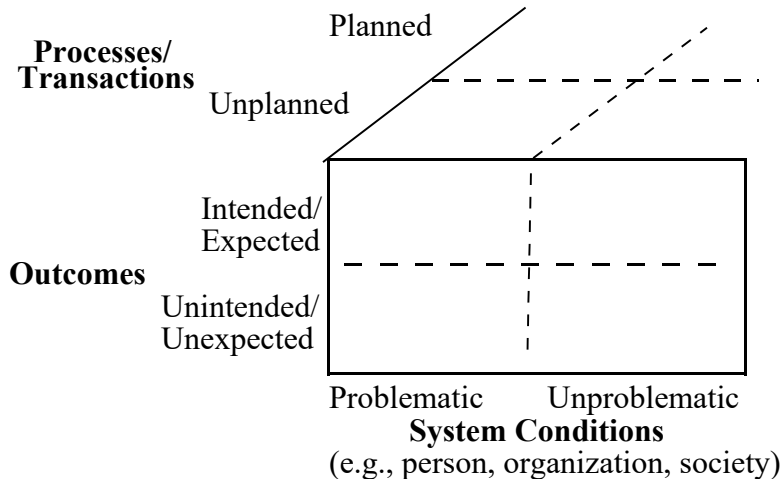 Planned
Processes/
Transactions
Unplanned
Intended/
Expected
Outcomes
Unintended/
Unexpected
Problematic Unproblematic
System Conditions
(e.g., person, organization, society)